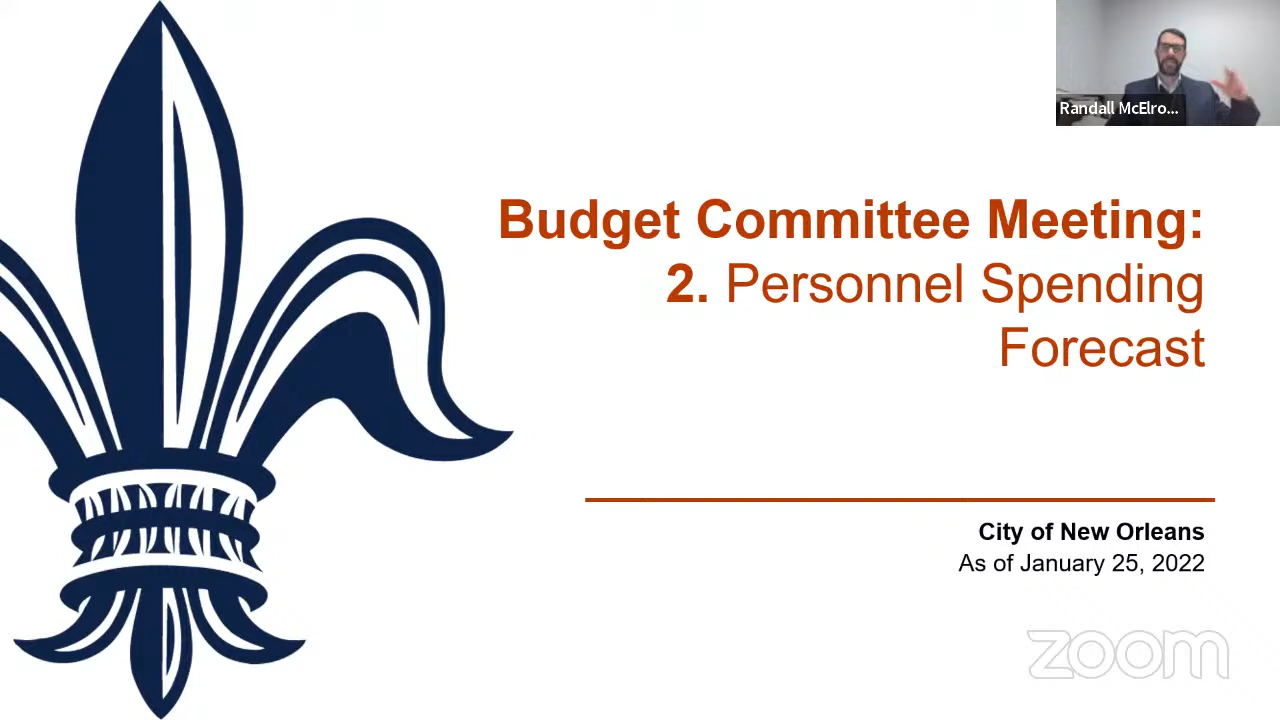 Randall McElro...
Budget Committee Meeting:
2. Personnel Spending
Forecast
City of New Orleans
As of January 25, 2022
zoom